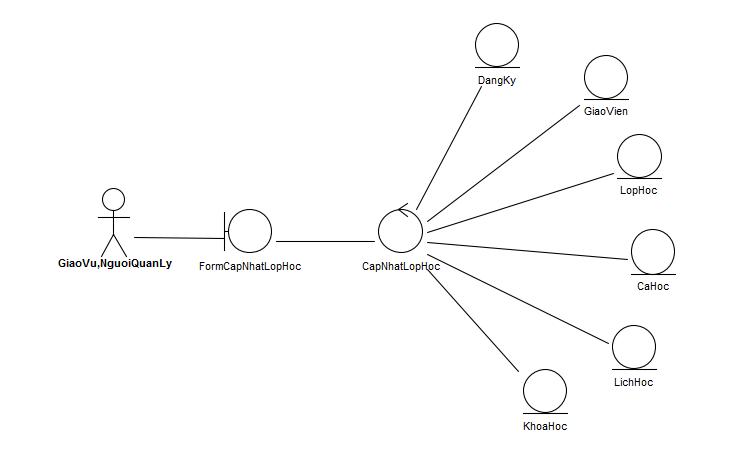 DangKy
GiaoVien
LopHoc
GiaoVu,NguoiQuanLy
FormCapNhatLopHoc
CapNhatLopHoc
CaHoc
LichHoc
KhoaHoc